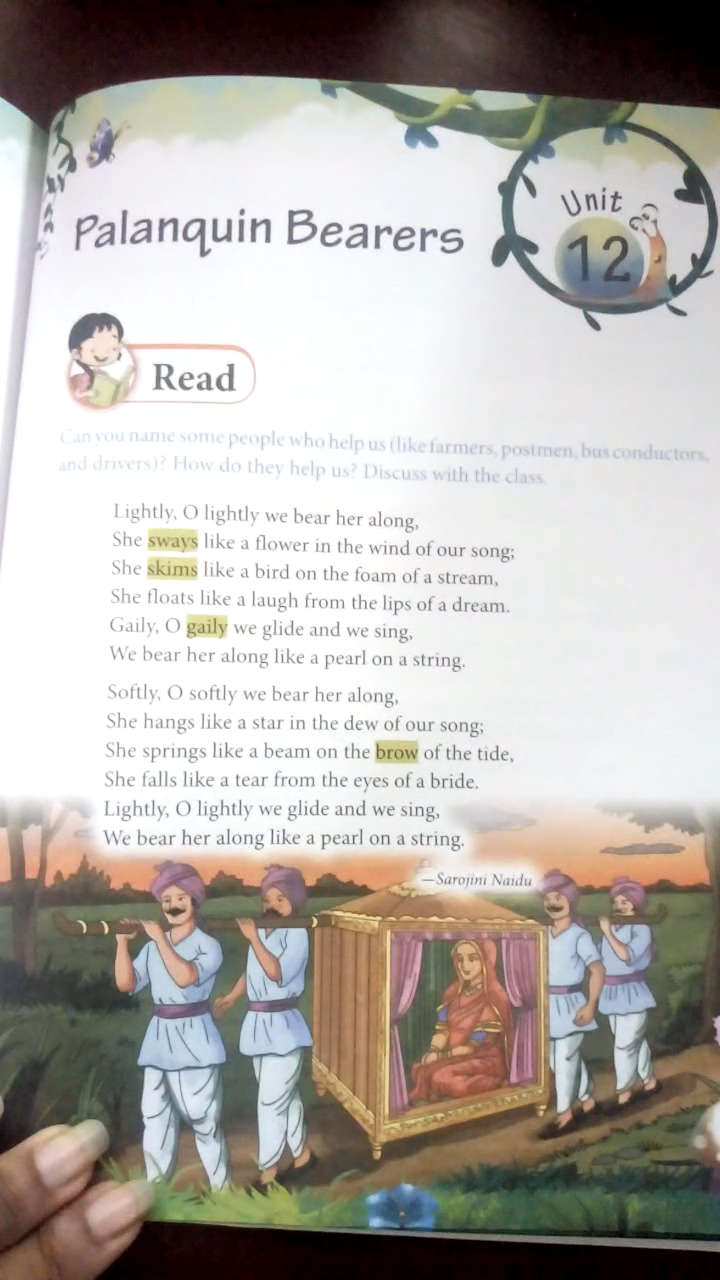 Palanquin Bearers
Unit
12
Read
Can you name some people who help us (like farmers, postmen, bus conductors,
and drivers)? How do they help us? Discuss with the class.
Lightly, O lightly we bear her along,
She sways like a flower in the wind of our song;
She skims like a bird on the foam of a stream,
She floats like a laugh from the lips of a dream.
Gaily, O gaily we glide and we sing,
We bear her along like a pearl on a string.
Softly, O softly we bear her along,
She hangs like a star in the dew of our song;
She springs like a beam on the brow of the tide,
She falls like a tear from the eyes of a bride.
Lightly, O lightly we glide and we sing,
We bear her along like a pearl on a string.
—Sarojini Naidu